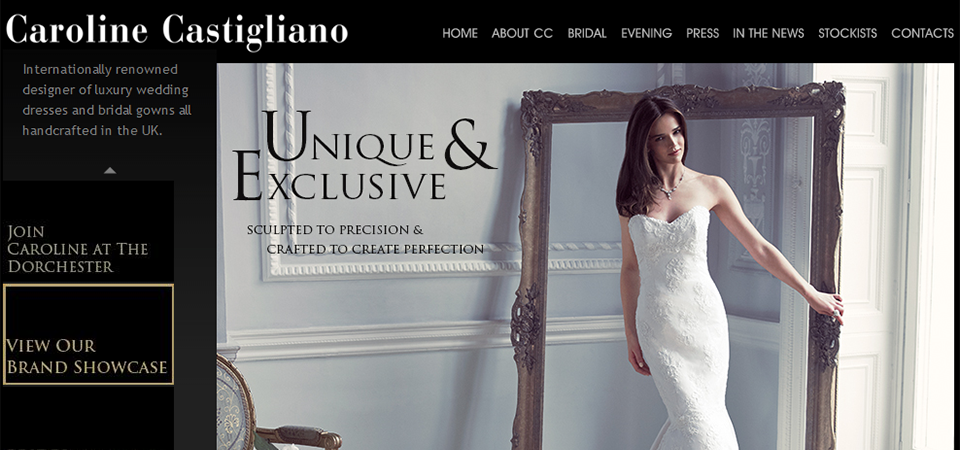 Caroline Castigliano
HOME ABOUT CC BRIDAL EVENING PRESS IN THE NEWS STOCKISTS CONTACTS
Internationally renowned
designer of luxury wedding
dresses and bridal gowns all
handcrafted in the UK.
JOIN
CAROLINE AT THE
DORCHESTER
VIEW OUR
BRAND SHOWCASE
UNIQUE &
EXCLUSIVE
SCULPTED TO PRECISION &
CRAFTED TO CREATE PERFECTION